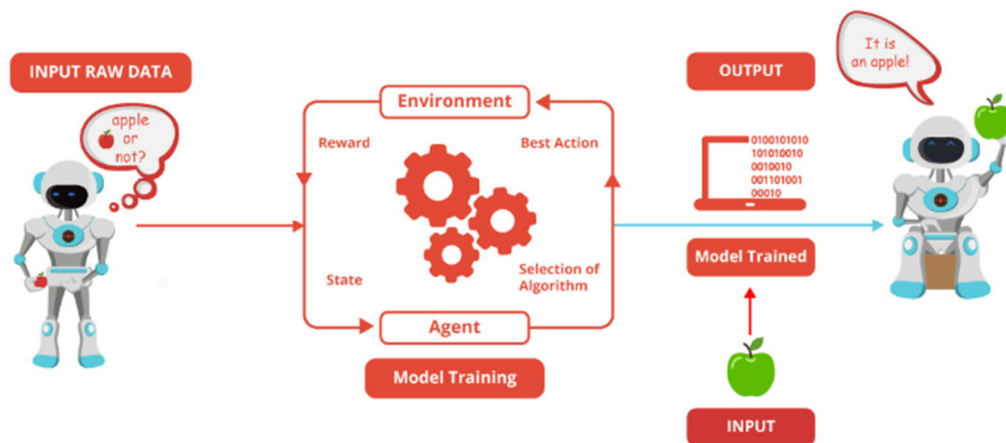 INPUT RAW DATA
apple
or
not?
Environment
Reward
Best Action
State
Selection of
Algorithm
Agent
Model Training
OUTPUT
0100101010
101010010
0010010
001101001
00010
Model Trained
INPUT
It is
an apple!